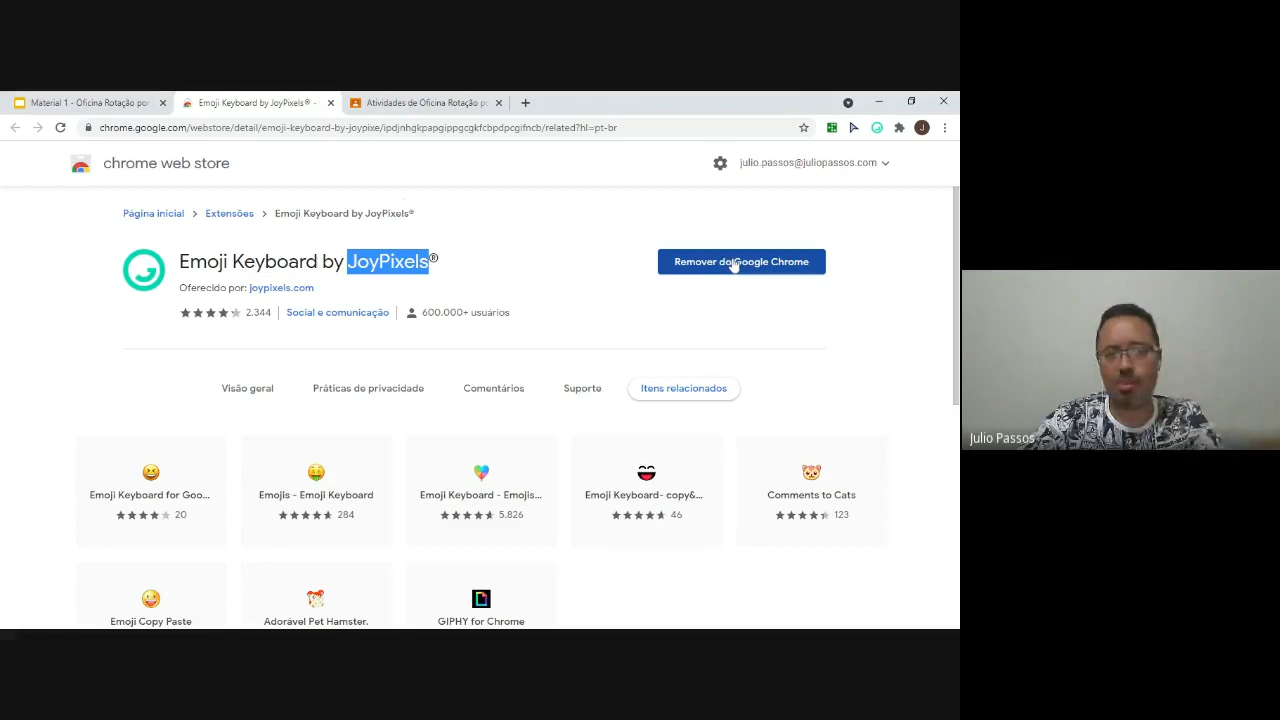 Material 1 - Oficina Rotação por
Emoji Keyboard by JoyPixels® -
Atividades de Oficina Rotação po
chrome.google.com/webstore/detail/emoji-keyboard-by-joypixe/ipdjnhgkpapgippgcgkfcbpdpcgifncb/related?hl=pt-br
J
chrome web store
julio.passos@juliopassos.com
Página inicial
Extensões
Emoji Keyboard by JoyPixels®
Emoji Keyboard by JoyPixels®
Remover do Google Chrome
Oferecido por: joypixels.com
2.344
Social e comunicação
600.000+ usuários
Visão geral
Práticas de privacidade
Comentários
Suporte
Itens relacionados
Emoji Keyboard for Goo...
20
Emojis - Emoji Keyboard
284
Emoji Keyboard - Emojis...
5.826
Emoji Keyboard- copy&...
46
Comments to Cats
123
Emoji Copy Paste
Adorável Pet Hamster.
GIPHY for Chrome
Julio Passos